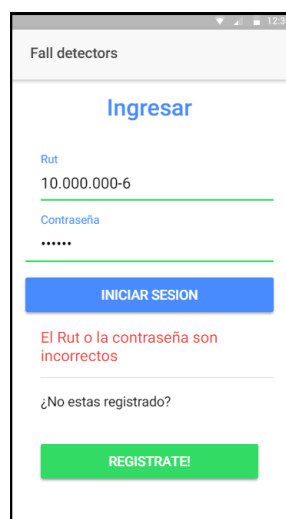 12:3
Fall detectors
Ingresar
Rut
10.000.000-6
Contraseña
••••••
INICIAR SESION
El Rut o la contraseña son
incorrectos
¿No estas registrado?
REGISTRATE!